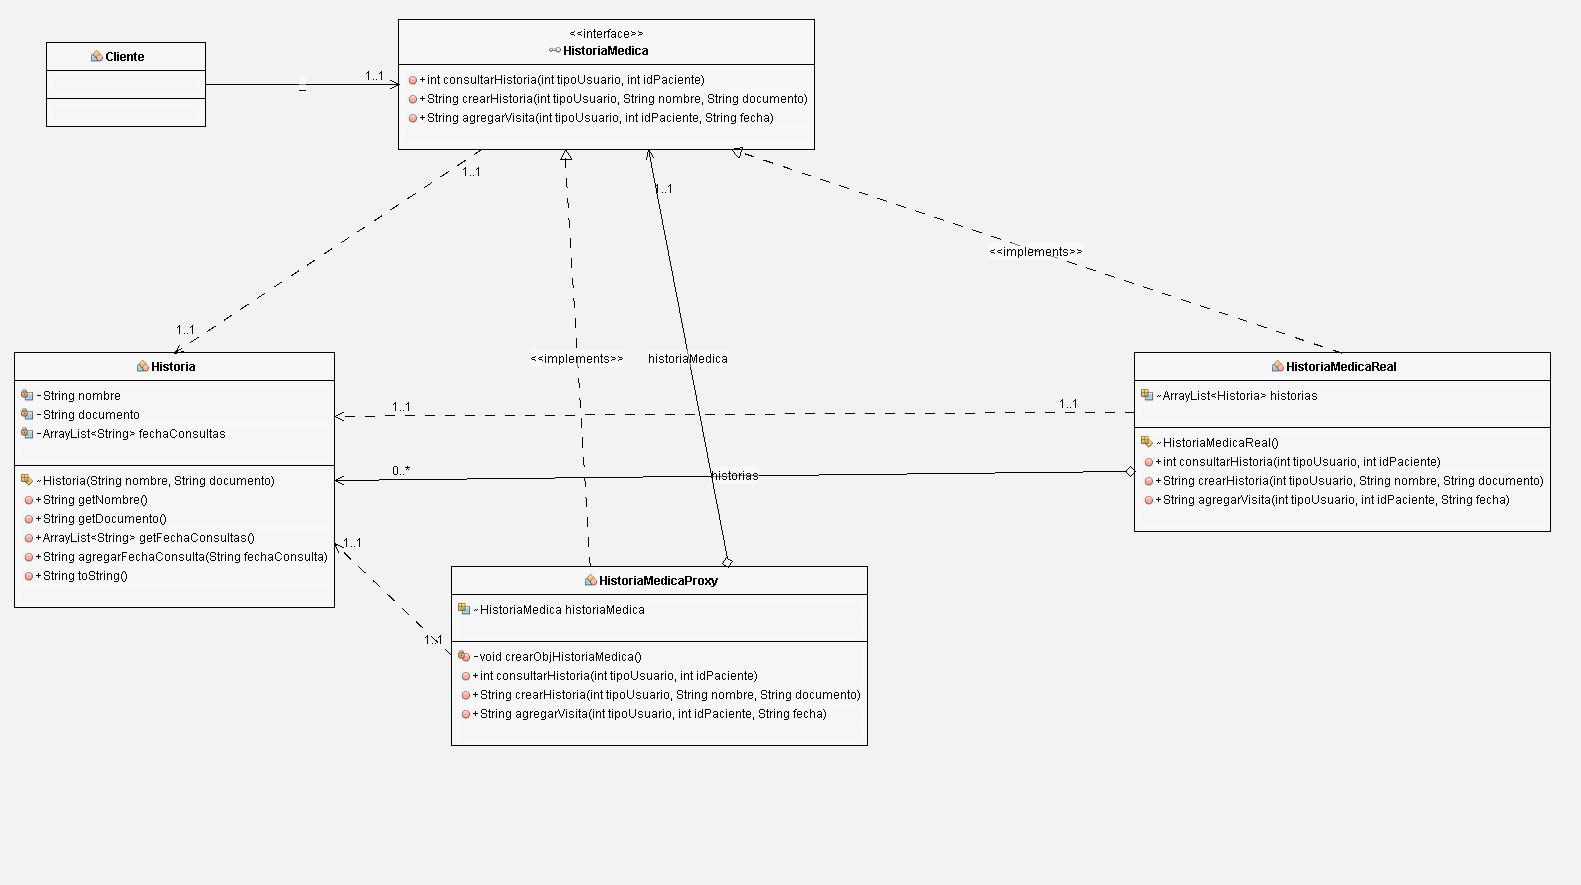 Cliente
_
1..1
<<interface>>
HistoriaMedica
+int consultarHistoria(int tipoUsuario, int idPaciente)
+String crearHistoria(int tipoUsuario, String nombre, String documento)
+String agregarVisita(int tipoUsuario, int idPaciente, String fecha)
1..1
1..1
<<implements>>
1..1
<<implements>>
historiaMedica
Historia
-String nombre
-String documento
-ArrayList<String> fechaConsultas
~Historia(String nombre, String documento)
+String getNombre()
+String getDocumento()
+ArrayList<String> getFechaConsultas()
+String agregarFechaConsulta(String fechaConsulta)
+String toString()
HistoriaMedicaReal
~ArrayList<Historia> historias
~HistoriaMedicaReal()
+int consultarHistoria(int tipoUsuario, int idPaciente)
+String crearHistoria(int tipoUsuario, String nombre, String documento)
+String agregarVisita(int tipoUsuario, int idPaciente, String fecha)
1..1
1..1
0..*
historias
1..1
1..1
HistoriaMedicaProxy
~HistoriaMedica historiaMedica
-void crearObjHistoriaMedica()
+int consultarHistoria(int tipoUsuario, int idPaciente)
+String crearHistoria(int tipoUsuario, String nombre, String documento)
+String agregarVisita(int tipoUsuario, int idPaciente, String fecha)